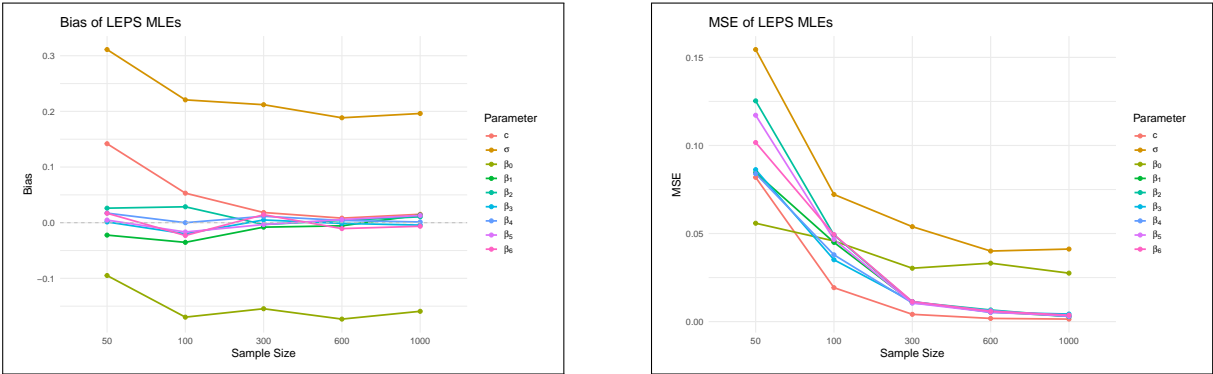 Bias of LEPS MLEs
0.3
0.2
0.1
0.0
−0.1
Bias
50
100
300
600
1000
Sample Size
Parameter
c
σ
β₀
β₁
β₂
β₃
β₄
β₅
β₆
MSE of LEPS MLEs
0.15
0.10
0.05
0.00
MSE
50
100
300
600
1000
Sample Size
Parameter
c
σ
β₀
β₁
β₂
β₃
β₄
β₅
β₆